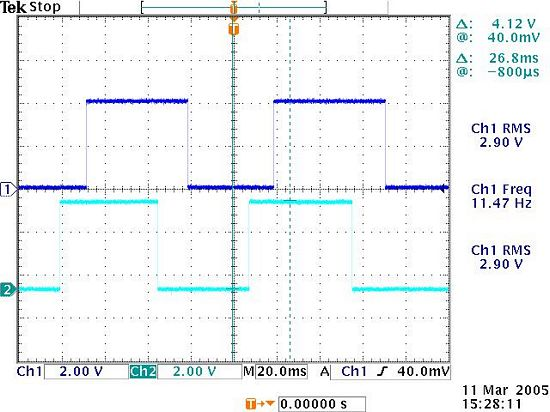 Tek Stop
T
T
Δ: 4.12 V
@: 40.0mV
Δ: 26.8ms
@: −800µs
Ch1 RMS
2.90 V
1
Ch1 Freq
11.47 Hz
Ch1 RMS
2.90 V
2
Ch1 2.00 V Ch2 2.00 V M 20.0ms A Ch1 ƒ 40.0mV
T 0.00000 s
11 Mar 2005
15:28:11